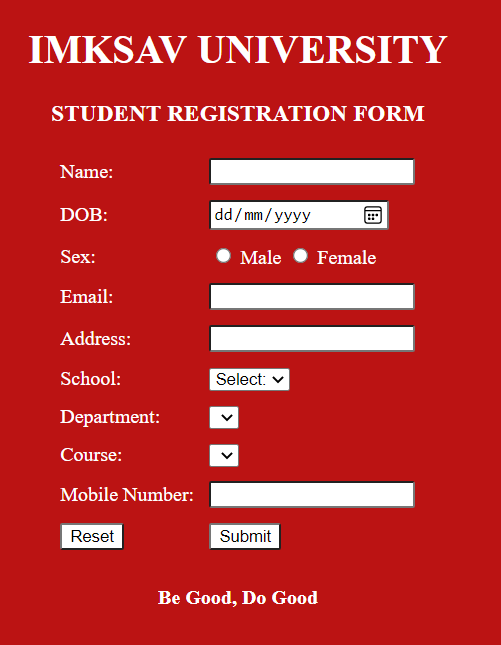 IMKSAV UNIVERSITY
STUDENT REGISTRATION FORM
Name:
DOB: dd/mm/yyyy
Sex: Male Female
Email:
Address:
School: Select:
Department:
Course:
Mobile Number:
Reset Submit
Be Good, Do Good